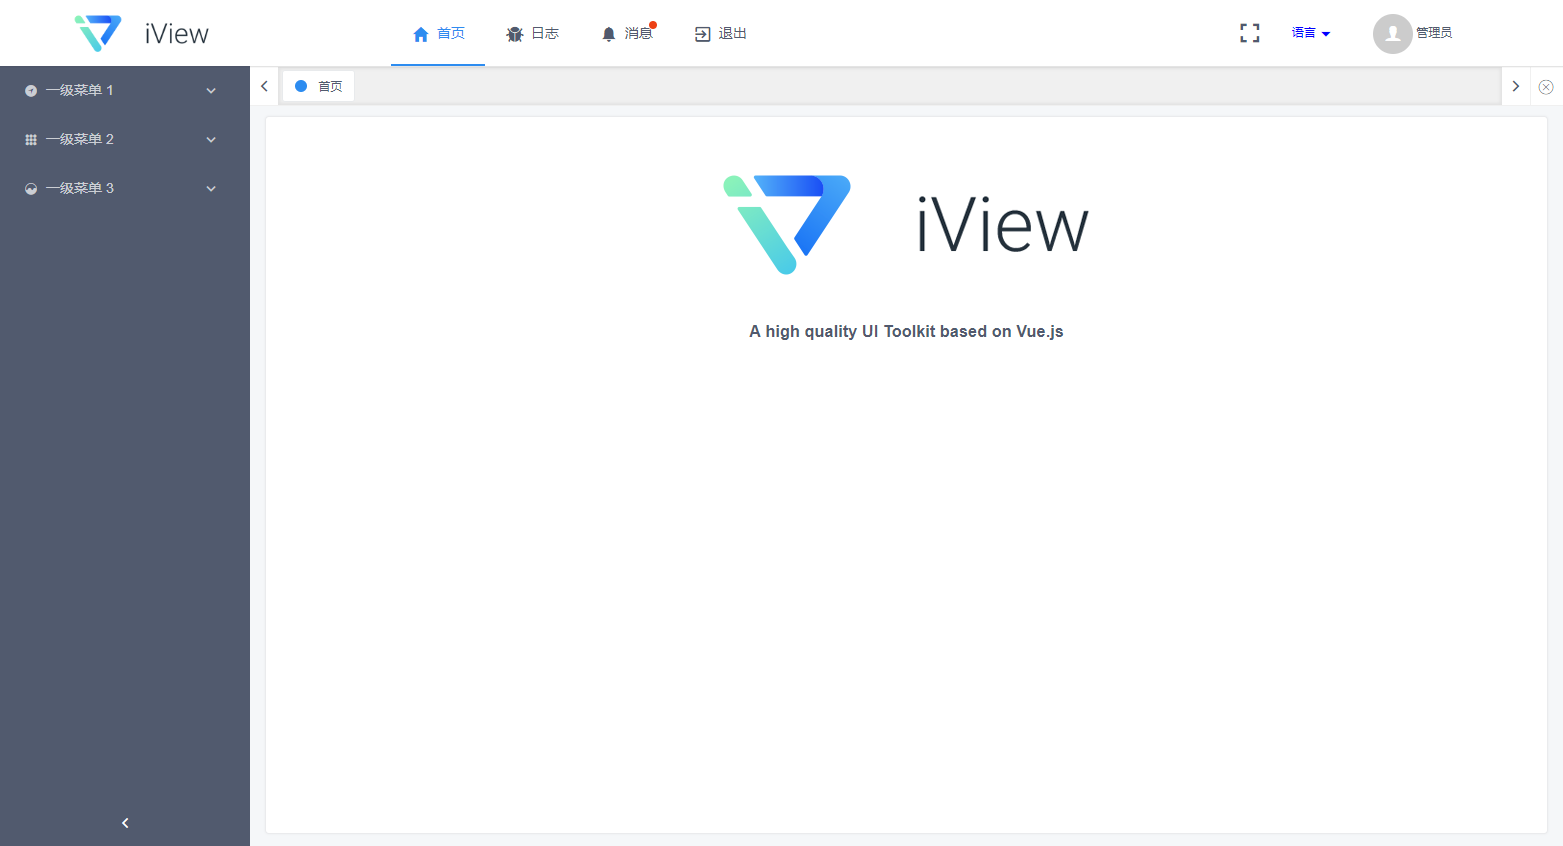 iView 首页 日志 消息 退出 语言 管理员
一级菜单 1
首页
一级菜单 2
一级菜单 3
iView
A high quality UI Toolkit based on Vue.js